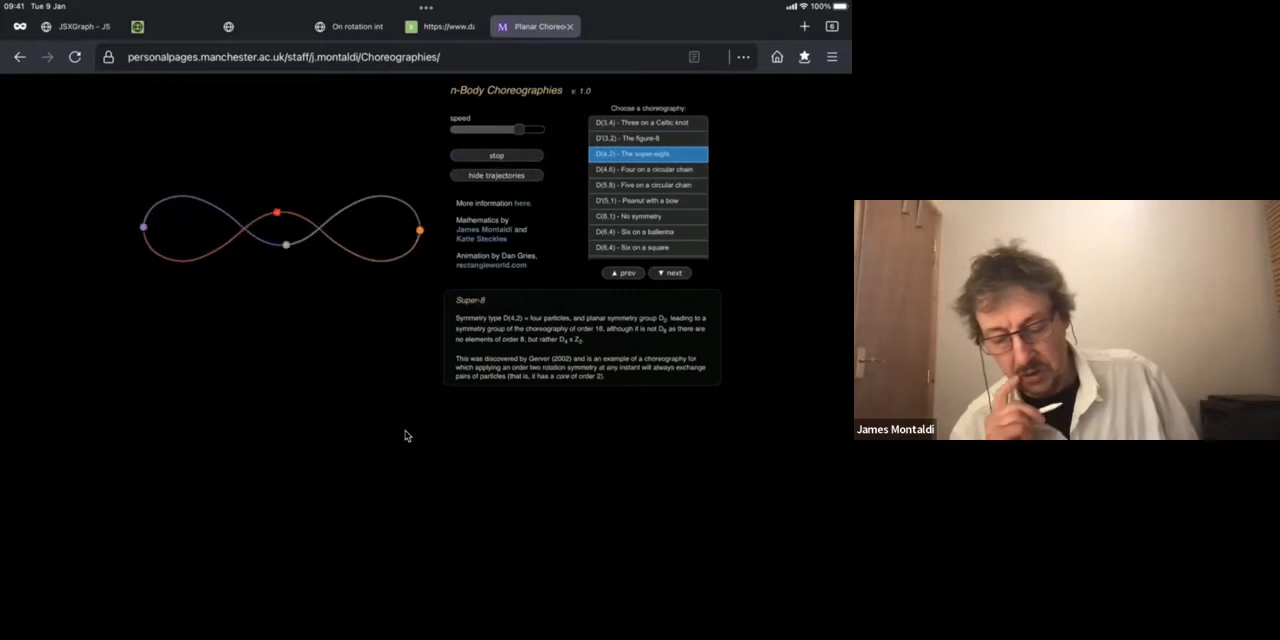 09:41 Tue 9 Jan
100%
JSXGraph - JS
On rotation int
https://www.da
Planar Choreo
6
personalpages.manchester.ac.uk/staff/j.montaldi/Choreographies/
n-Body Choreographies v. 1.0
speed
stop
hide trajectories
More information here.
Mathematics by
James Montaldi and
Katie Steckles
Animation by Dan Gries,
rectangleworld.com
Choose a choreography:
D(3,4) - Three on a Celtic knot
D'(3,2) - The figure-8
D(4,2) - The super-eight
D(4,6) - Four on a circular chain
D(5,8) - Five on a circular chain
D'(5,1) - Peanut with a bow
C(6,1) - No symmetry
D(6,4) - Six on a ballerina
D(6,4) - Six on a square
▲ prev
▼ next
Super-8
Symmetry type D(4,2) = four particles, and planar symmetry group D2, leading to a
symmetry group of the choreography of order 16, although it is not D8 as there are
no elements of order 8, but rather D4 x Z2.
This was discovered by Gerver (2002) and is an example of a choreography for
which applying an order two rotation symmetry at any instant will always exchange
pairs of particles (that is, it has a core of order 2).
James Montaldi